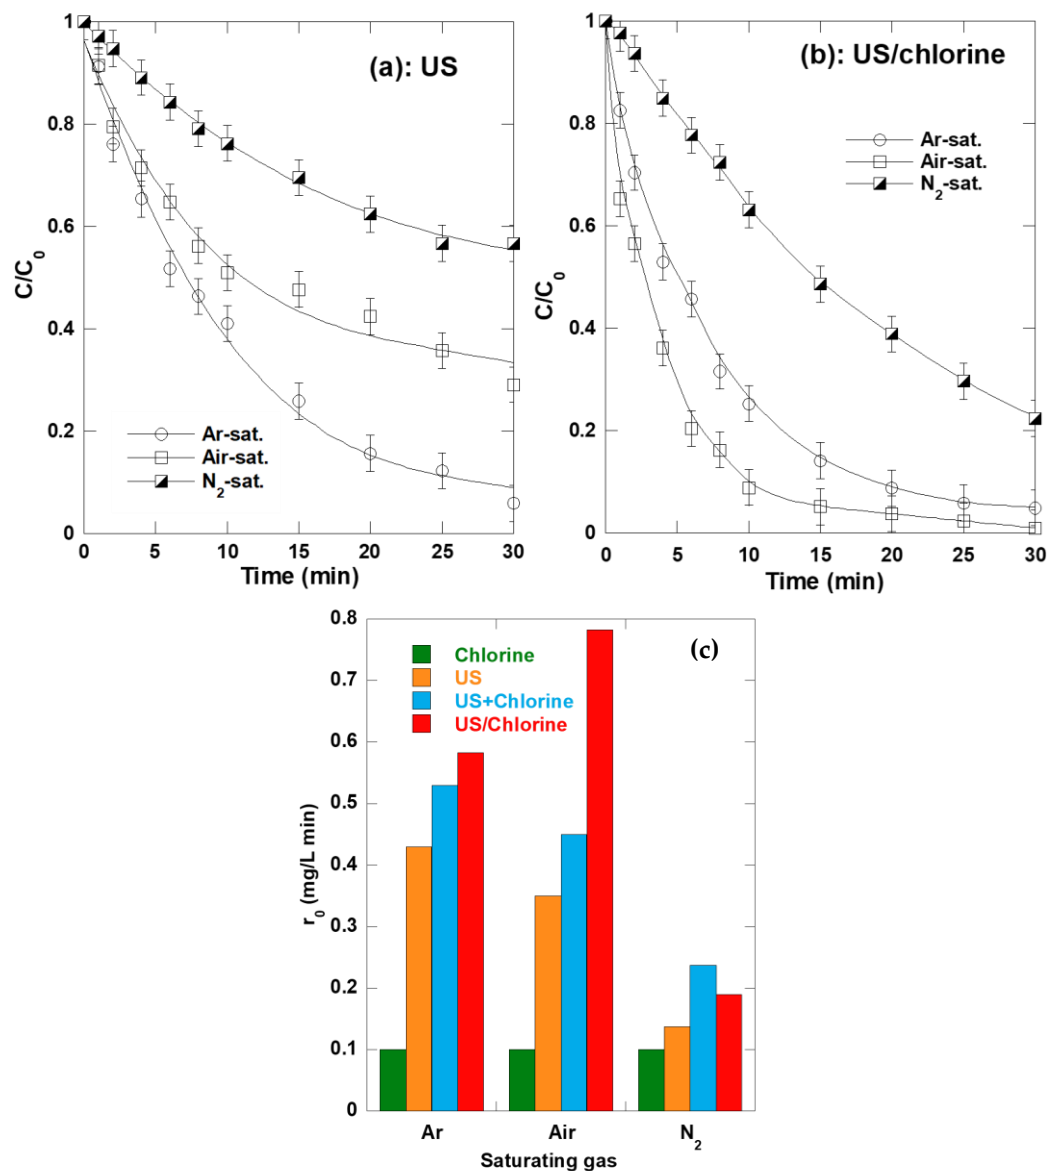 (a): US
C/C0
1
0.8
0.6
0.4
0.2
0
Ar-sat.
Air-sat.
N2-sat.
0 5 10 15 20 25 30
Time (min)
(b): US/chlorine
C/C0
1
0.8
0.6
0.4
0.2
0
Ar-sat.
Air-sat.
N2-sat.
0 5 10 15 20 25 30
Time (min)
(c)
r0 (mg/L min)
0.8
0.7
0.6
0.5
0.4
0.3
0.2
0.1
0
Chlorine
US
US+Chlorine
US/Chlorine
Ar Air N2
Saturating gas